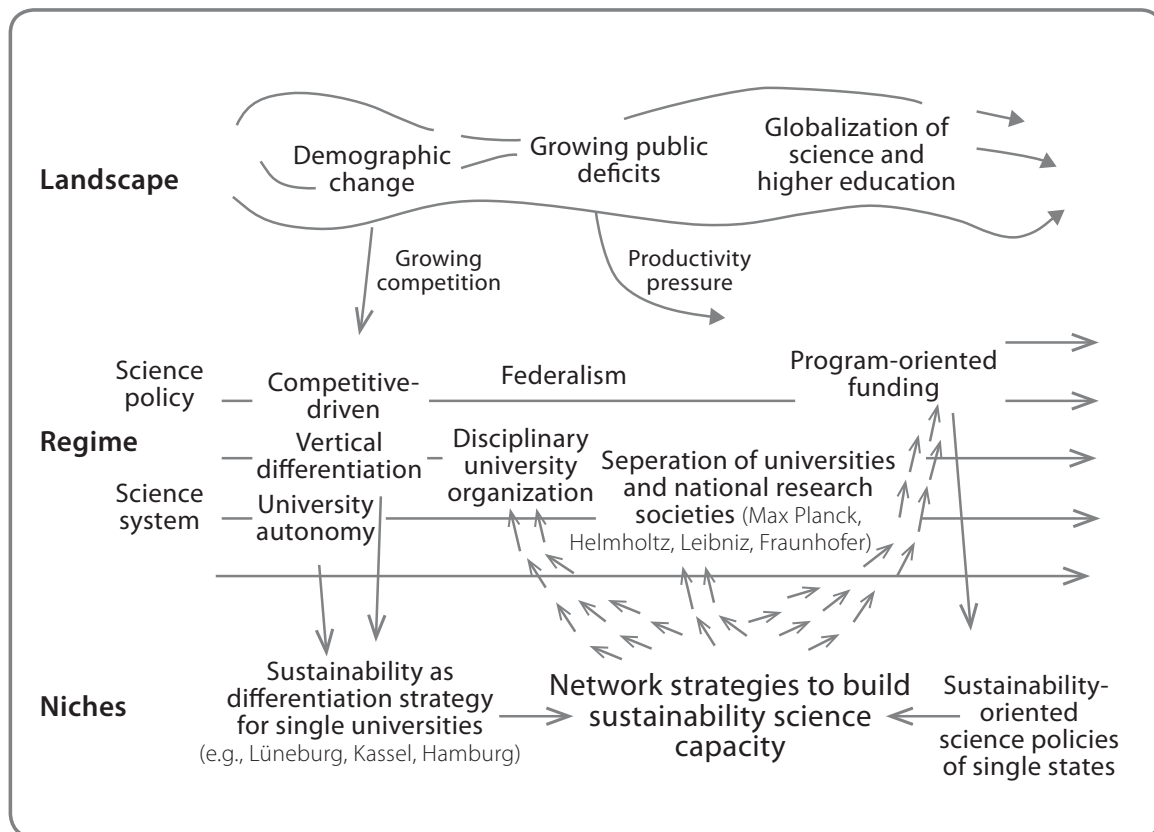 Landscape
Demographic
change
Growing public
deficits
Globalization of
science and
higher education
Growing
competition
Productivity
pressure
Regime
Science
policy
Science
system
Competitive-
driven
Federalism
Program-oriented
funding
Vertical
differentiation
Disciplinary
university
organization
Seperation of universities
and national research
societies (Max Planck,
Helmholtz, Leibniz, Fraunhofer)
University
autonomy
Niches
Sustainability as
differentiation strategy
for single universities
(e.g., Lüneburg, Kassel, Hamburg)
Network strategies to build
sustainability science
capacity
Sustainability-
oriented
science policies
of single states